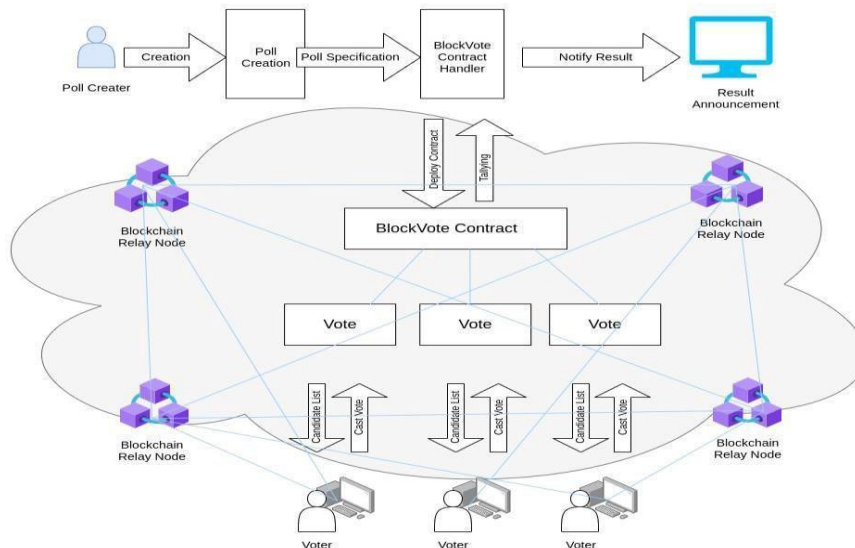 Creation
Poll
Creation
Poll Specification
BlockVote
Contract
Handler
Notify Result
Poll Creater
Result
Announcement
Deploy Contract
Tallying
Blockchain
Relay Node
Blockchain
Relay Node
BlockVote Contract
Vote
Vote
Vote
Candidate List
Cast Vote
Candidate List
Cast Vote
Candidate List
Cast Vote
Blockchain
Relay Node
Blockchain
Relay Node
Voter
Voter
Voter